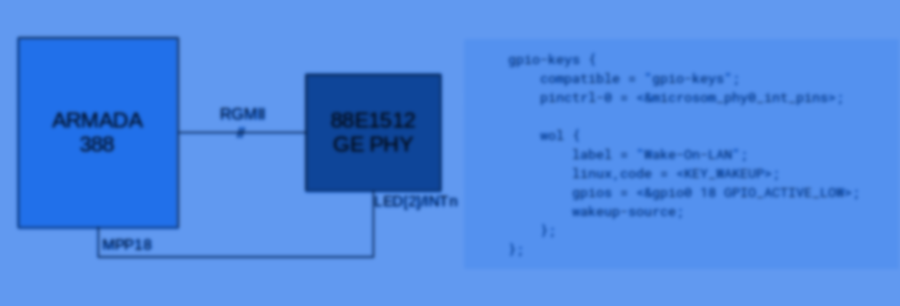 ARMADA
388
RGMII
//
88E1512
GE PHY
LED[2]/INTn
MPP18
gpio-keys {
compatible = "gpio-keys";
pinctrl-0 = <&microsom_phy0_int_pins>;
wol {
label = "Wake-On-LAN";
linux,code = <KEY_WAKEUP>;
gpios = <&gpio0 18 GPIO_ACTIVE_LOW>;
wakeup-source;
};
};